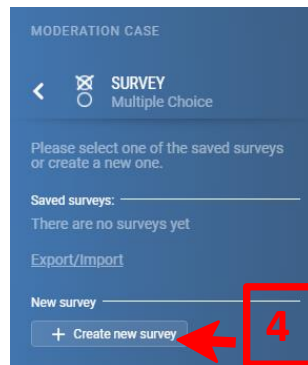 MODERATION CASE
SURVEY
Multiple Choice
Please select one of the saved surveys
or create a new one.
Saved surveys:
There are no surveys yet
Export/Import
New survey
+ Create new survey
4